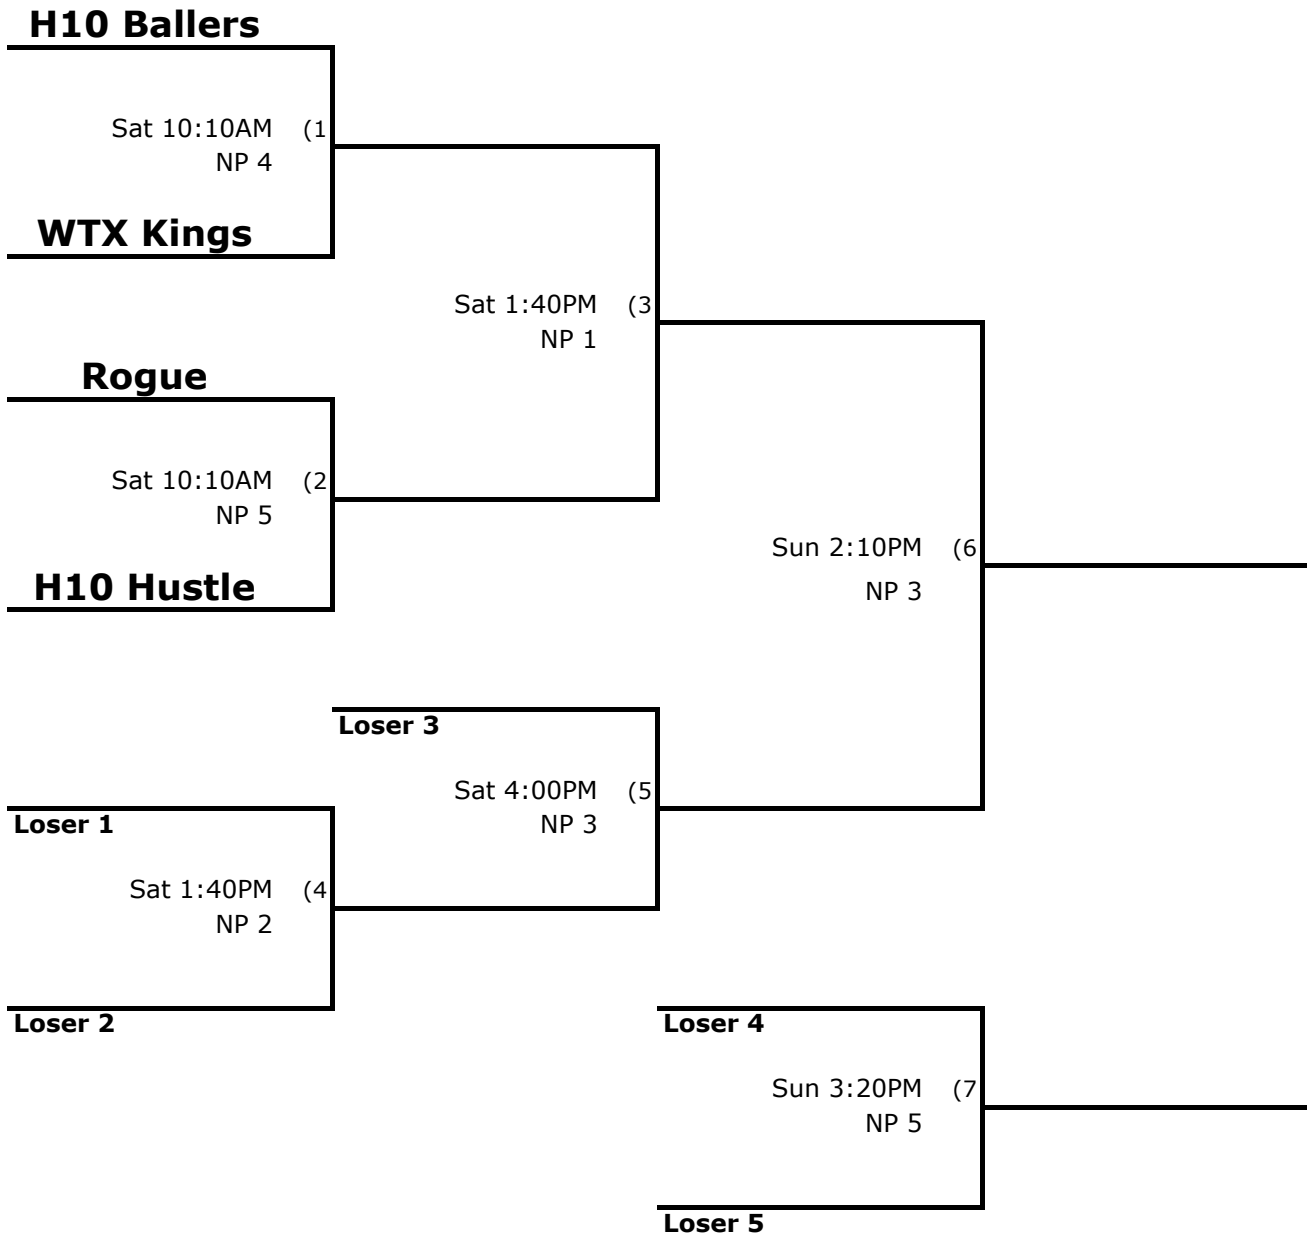 H10 Ballers
Sat 10:10AM (1
NP 4
WTX Kings
Sat 1:40PM (3
NP 1
Rogue
Sat 10:10AM (2
NP 5
Sun 2:10PM (6
H10 Hustle
NP 3
Loser 3
Sat 4:00PM (5
Loser 1
NP 3
Sat 1:40PM (4
NP 2
Loser 2
Loser 4
Sun 3:20PM (7
NP 5
Loser 5